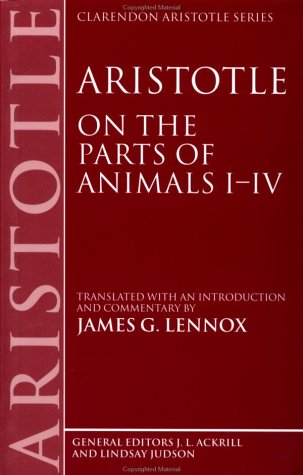 ARISTOTLE
CLARENDON ARISTOTLE SERIES
ARISTOTLE
ON THE
PARTS OF
ANIMALS I–IV
TRANSLATED WITH AN INTRODUCTION
AND COMMENTARY BY
JAMES G. LENNOX
GENERAL EDITORS J. L. ACKRILL
AND LINDSAY JUDSON